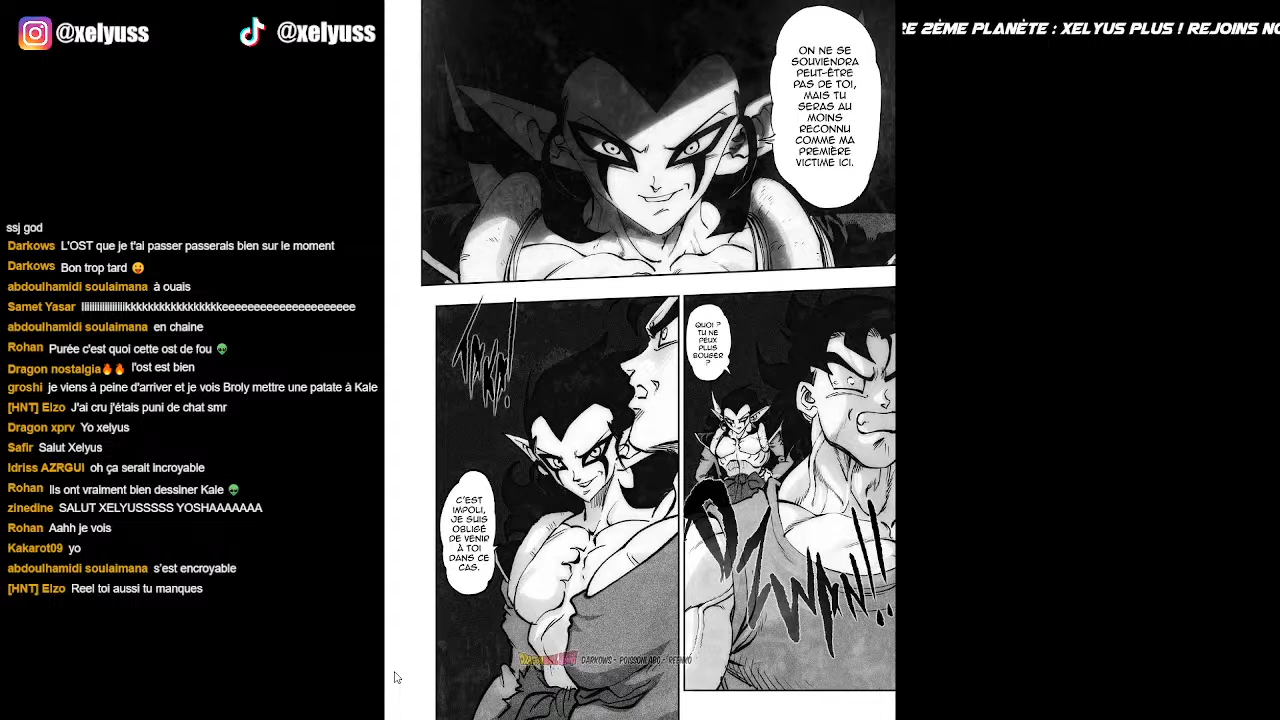 @xelyuss
@xelyuss
RE 2ÈME PLANÈTE : XELYUS PLUS ! REJOINS NO
ON NE SE
SOUVIENDRA
PEUT-ÊTRE
PAS DE TOI,
MAIS TU
SERAS AU
MOINS
RECONNU
COMME MA
PREMIÈRE
VICTIME ICI.
QUOI ?
TU NE
PEUX
PLUS
BOUGER
?
C'EST
IMPOLI,
JE SUIS
OBLIGÉ
DE VENIR
À TOI
DANS CE
CAS.
DARKOWS - POISSONLABO - REENKO
ssj god
Darkows L'OST que je t'ai passer passerais bien sur le moment
Darkows Bon trop tard 😛
abdoulhamidi soulaimana à ouais
abdoulhamidi soulaimana en chaine
Rohan Purée c'est quoi cette ost de fou 👽
Dragon nostalgia🔥🔥 l'ost est bien
groshi je viens à peine d'arriver et je vois Broly mettre une patate à Kale
[HNT] Eizo J'ai cru j'étais puni de chat smr
Dragon xprv Yo xelyus
Safir Salut Xelyus
Idriss AZRGUI oh ça serait incroyable
Rohan Ils ont vraiment bien dessiner Kale 👽
zinedine SALUT XELYUSSSSS YOSHAAAAAAA
Rohan Aahh je vois
Kakarot09 yo
abdoulhamidi soulaimana s'est encroyable
[HNT] Eizo Reel toi aussi tu manques